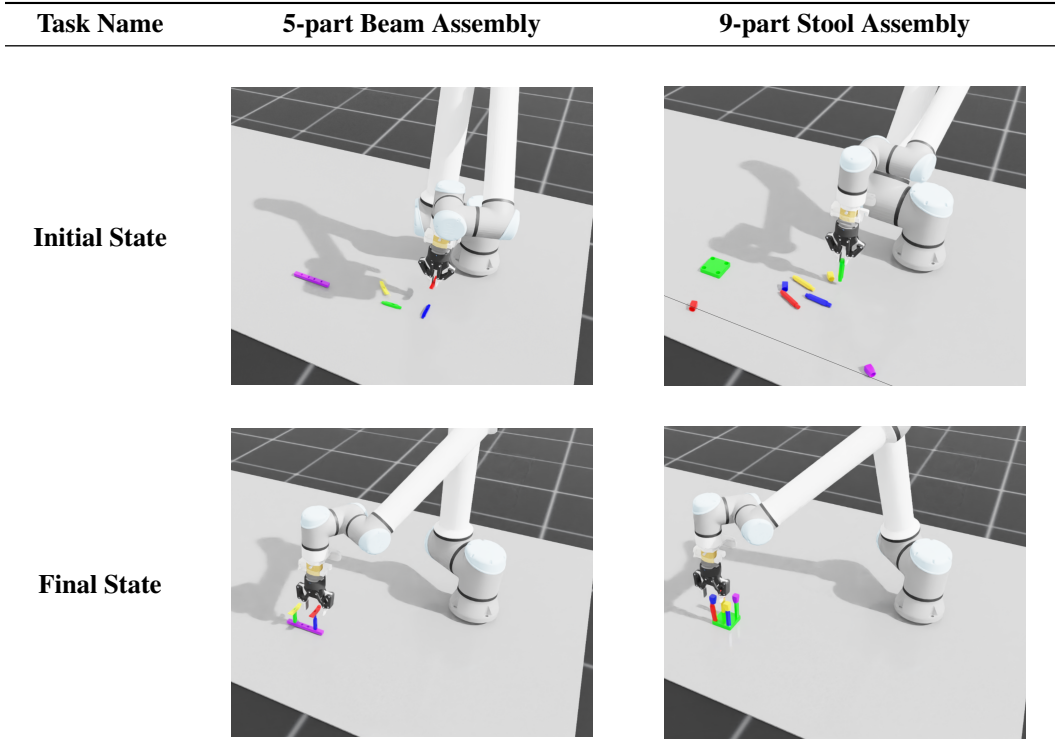 Task Name 5-part Beam Assembly 9-part Stool Assembly
Initial State
Final State